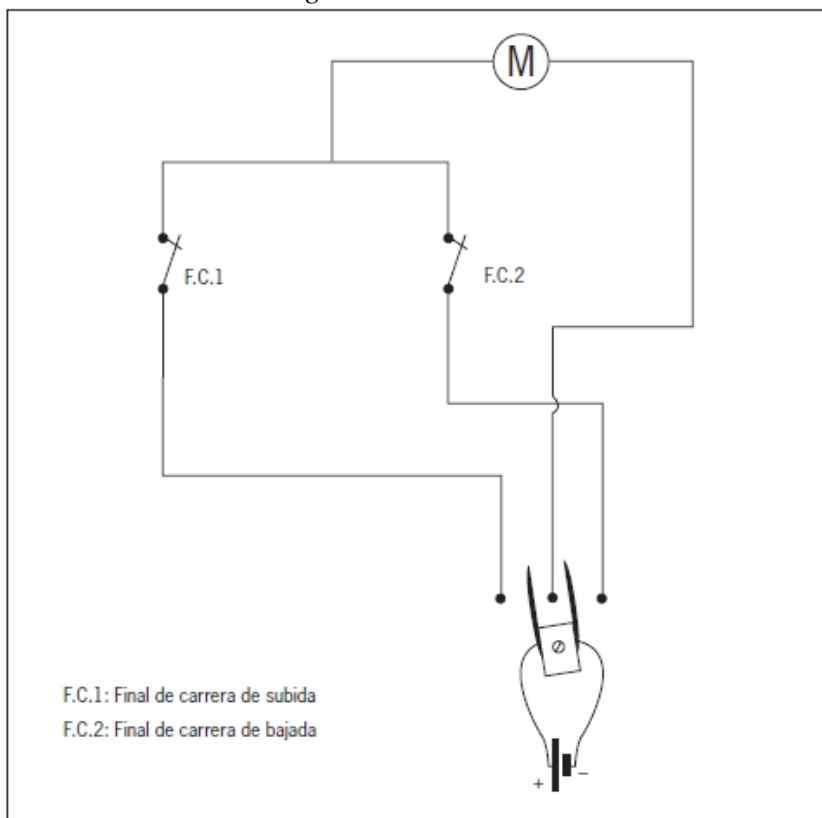 M
F.C.1
F.C.2
F.C.1: Final de carrera de subida
F.C.2: Final de carrera de bajada
+ −